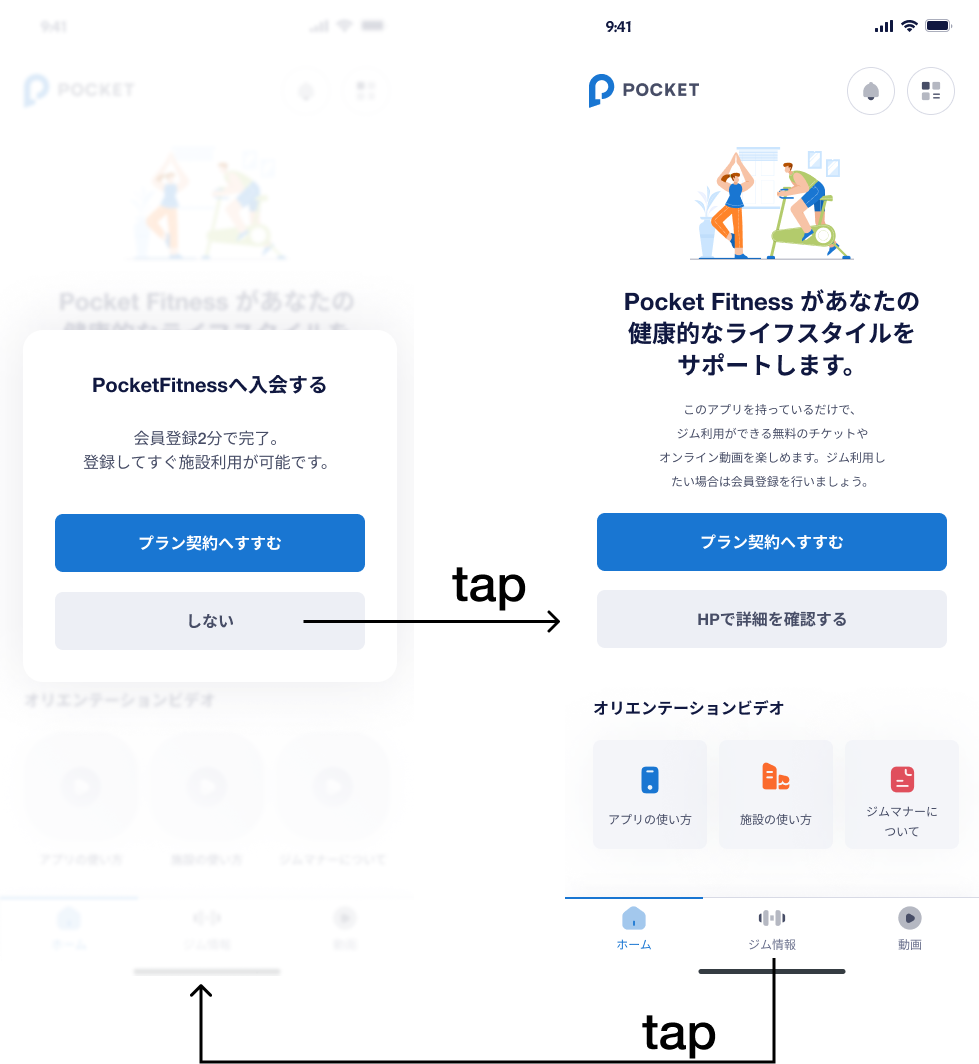 9:41
POCKET
Pocket Fitness があなたの
健康的なライフスタイルを
PocketFitnessへ入会する
会員登録2分で完了。
登録してすぐ施設利用が可能です。
プラン契約へすすむ
しない
オリエンテーションビデオ
アプリの使い方
施設の使い方
ジムマナーについて
ホーム
ジム情報
動画
tap
9:41
POCKET
Pocket Fitness があなたの
健康的なライフスタイルを
サポートします。
このアプリを持っているだけで、
ジム利用ができる無料のチケットや
オンライン動画を楽しめます。ジム利用し
たい場合は会員登録を行いましょう。
プラン契約へすすむ
HPで詳細を確認する
オリエンテーションビデオ
アプリの使い方
施設の使い方
ジムマナーに
ついて
ホーム
ジム情報
動画
tap